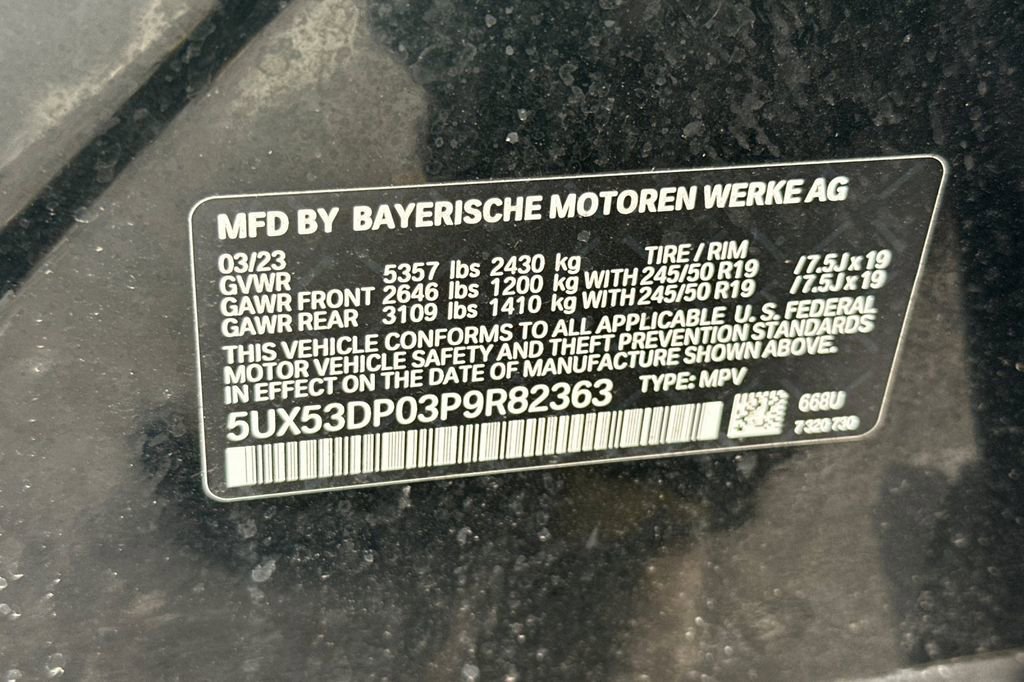 MFD BY BAYERISCHE MOTOREN WERKE AG
03/23 TIRE / RIM
GVWR 5357 lbs 2430 kg
GAWR FRONT 2646 lbs 1200 kg WITH 245/50 R19 /7.5J x 19
GAWR REAR 3109 lbs 1410 kg WITH 245/50 R19 /7.5J x 19
THIS VEHICLE CONFORMS TO ALL APPLICABLE U. S. FEDERAL
MOTOR VEHICLE SAFETY AND THEFT PREVENTION STANDARDS
IN EFFECT ON THE DATE OF MANUFACTURE SHOWN ABOVE.
5UX53DP03P9R82363 TYPE: MPV
668U
7 320 730